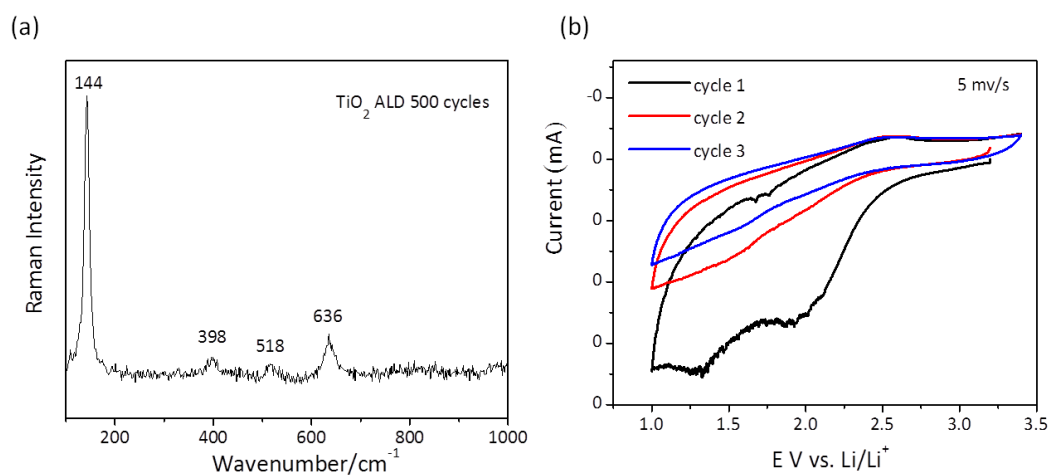 (a)
144
TiO2 ALD 500 cycles
398
518
636
Raman Intensity
200
400
600
800
1000
Wavenumber/cm-1
(b)
cycle 1
cycle 2
cycle 3
5 mv/s
-0
0
0
0
0
0
Current (mA)
1.0
1.5
2.0
2.5
3.0
3.5
E V vs. Li/Li+